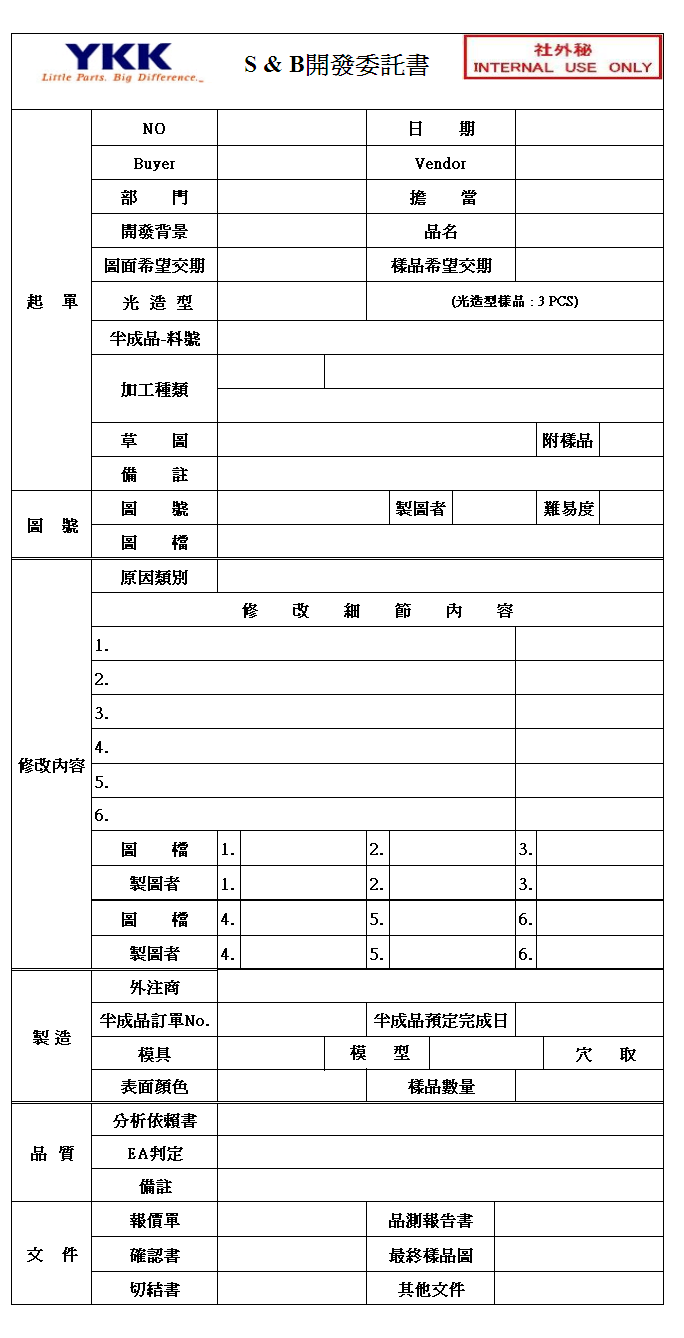 YKK
Little Parts. Big Difference.
S & B開發委託書
社外秘
INTERNAL USE ONLY
起 單
NO
日 期
Buyer
Vendor
部 門
擔 當
開發背景
品名
圖面希望交期
樣品希望交期
光 造 型
(光造型樣品 : 3 PCS)
半成品-料號
加工種類
草 圖
附樣品
備 註
圖 號
圖 號
製圖者
難易度
圖 檔
修改內容
原因類別
修 改 細 節 內 容
1.
2.
3.
4.
5.
6.
圖 檔 1. 2. 3.
製圖者 1. 2. 3.
圖 檔 4. 5. 6.
製圖者 4. 5. 6.
製 造
外注商
半成品訂單No.
半成品預定完成日
模具
模 型
穴 取
表面顏色
樣品數量
品 質
分析依賴書
EA判定
備註
文 件
報價單
品測報告書
確認書
最終樣品圖
切結書
其他文件